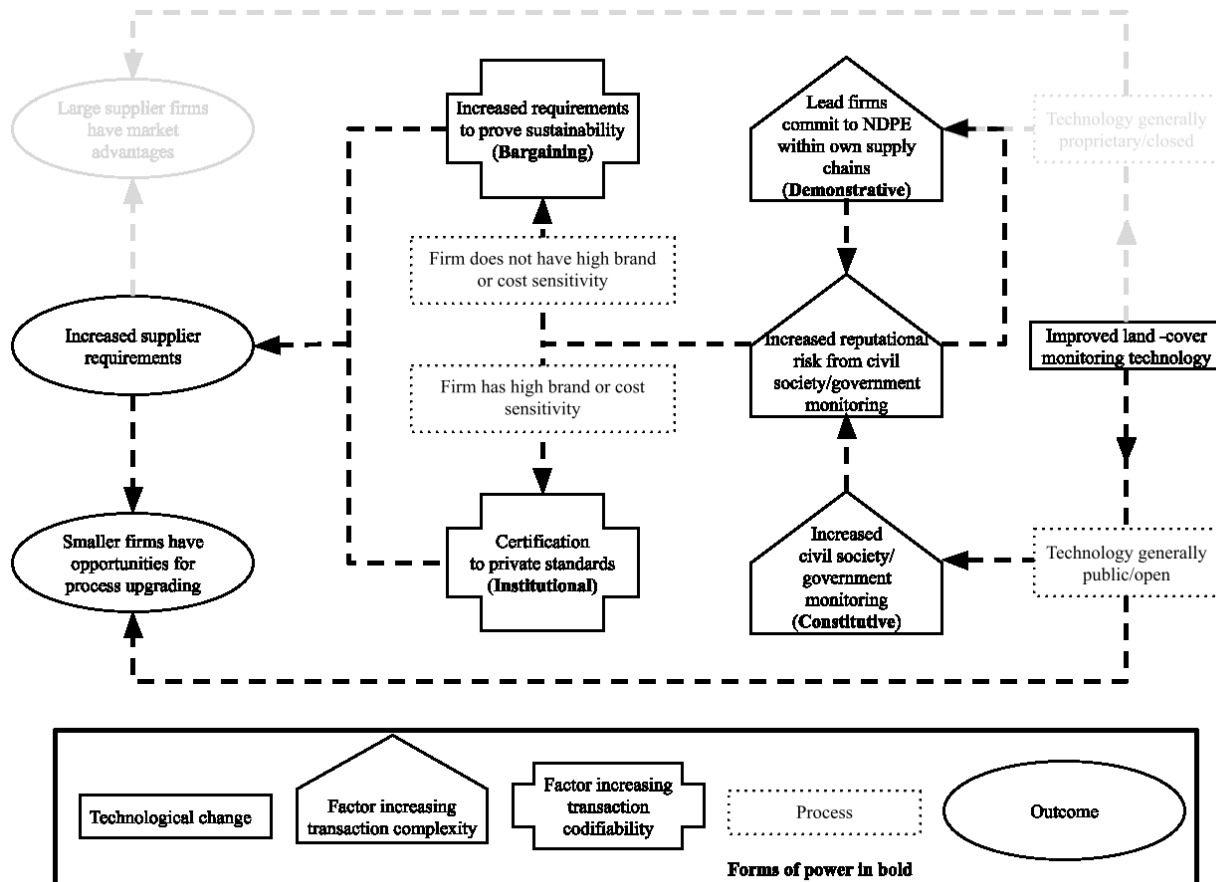 Large supplier firms
have market
advantages
Increased requirements
to prove sustainability
(Bargaining)
Lead firms
commit to NDPE
within own supply
chains
(Demonstrative)
Technology generally
proprietary/closed
Firm does not have high brand
or cost sensitivity
Increased supplier
requirements
Increased reputational
risk from civil
society/government
monitoring
Improved land -cover
monitoring technology
Firm has high brand or cost
sensitivity
Smaller firms have
opportunities for
process upgrading
Certification
to private standards
(Institutional)
Increased
civil society/
government
monitoring
(Constitutive)
Technology generally
public/open
Technological change
Factor increasing
transaction complexity
Factor increasing
transaction
codifiability
Process
Outcome
Forms of power in bold